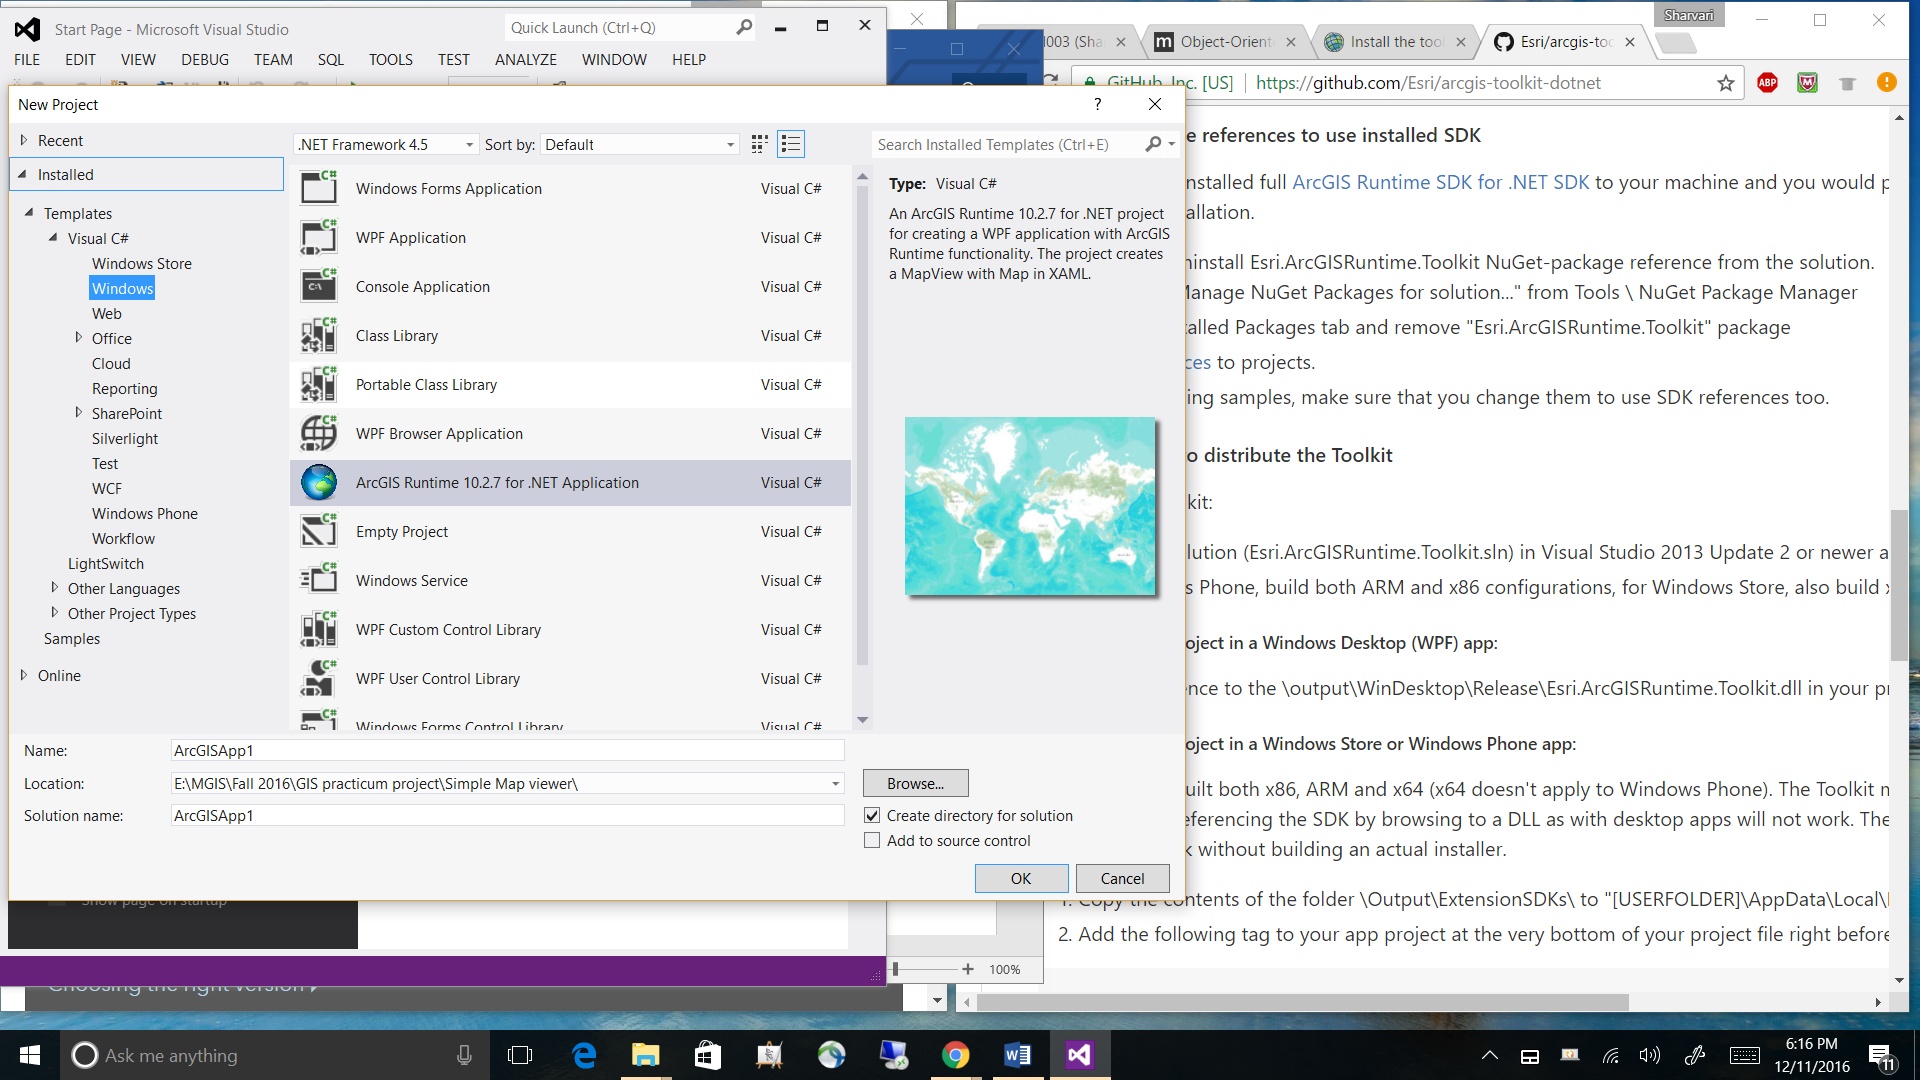 Start Page - Microsoft Visual Studio
Quick Launch (Ctrl+Q)
FILE EDIT VIEW DEBUG TEAM SQL TOOLS TEST ANALYZE WINDOW HELP
New Project
?
Recent
Installed
Templates
Visual C#
Windows Store
Windows
Web
Office
Cloud
Reporting
SharePoint
Silverlight
Test
WCF
Windows Phone
Workflow
LightSwitch
Other Languages
Other Project Types
Samples
Online
.NET Framework 4.5 Sort by: Default
Search Installed Templates (Ctrl+E)
Windows Forms Application Visual C#
WPF Application Visual C#
Console Application Visual C#
Class Library Visual C#
Portable Class Library Visual C#
WPF Browser Application Visual C#
ArcGIS Runtime 10.2.7 for .NET Application Visual C#
Empty Project Visual C#
Windows Service Visual C#
WPF Custom Control Library Visual C#
WPF User Control Library Visual C#
Windows Forms Control Library Visual C#
Type: Visual C#
An ArcGIS Runtime 10.2.7 for .NET project
for creating a WPF application with ArcGIS
Runtime functionality. The project creates
a MapView with Map in XAML.
Name: ArcGISApp1
Location: E:\MGIS\Fall 2016\GIS practicum project\Simple Map viewer\ Browse...
Solution name: ArcGISApp1
Create directory for solution
Add to source control
OK Cancel
Show page on startup
Choosing the right version
100%
Sharvari
l003 (Sha Object-Orient Install the tool Esri/arcgis-too
GitHub, Inc. [US] https://github.com/Esri/arcgis-toolkit-dotnet
ABP
e references to use installed SDK
nstalled full ArcGIS Runtime SDK for .NET SDK to your machine and you would p
allation.
ninstall Esri.ArcGISRuntime.Toolkit NuGet-package reference from the solution.
Manage NuGet Packages for solution..." from Tools \ NuGet Package Manager
talled Packages tab and remove "Esri.ArcGISRuntime.Toolkit" package
ces to projects.
ing samples, make sure that you change them to use SDK references too.
o distribute the Toolkit
kit:
lution (Esri.ArcGISRuntime.Toolkit.sln) in Visual Studio 2013 Update 2 or newer a
s Phone, build both ARM and x86 configurations, for Windows Store, also build x
oject in a Windows Desktop (WPF) app:
ence to the \output\WinDesktop\Release\Esri.ArcGISRuntime.Toolkit.dll in your pr
oject in a Windows Store or Windows Phone app:
uilt both x86, ARM and x64 (x64 doesn't apply to Windows Phone). The Toolkit m
eferencing the SDK by browsing to a DLL as with desktop apps will not work. The
k without building an actual installer.
1. Copy the contents of the folder \Output\ExtensionSDKs\ to "[USERFOLDER]\AppData\Local\
2. Add the following tag to your app project at the very bottom of your project file right before
Ask me anything
6:16 PM
12/11/2016
11